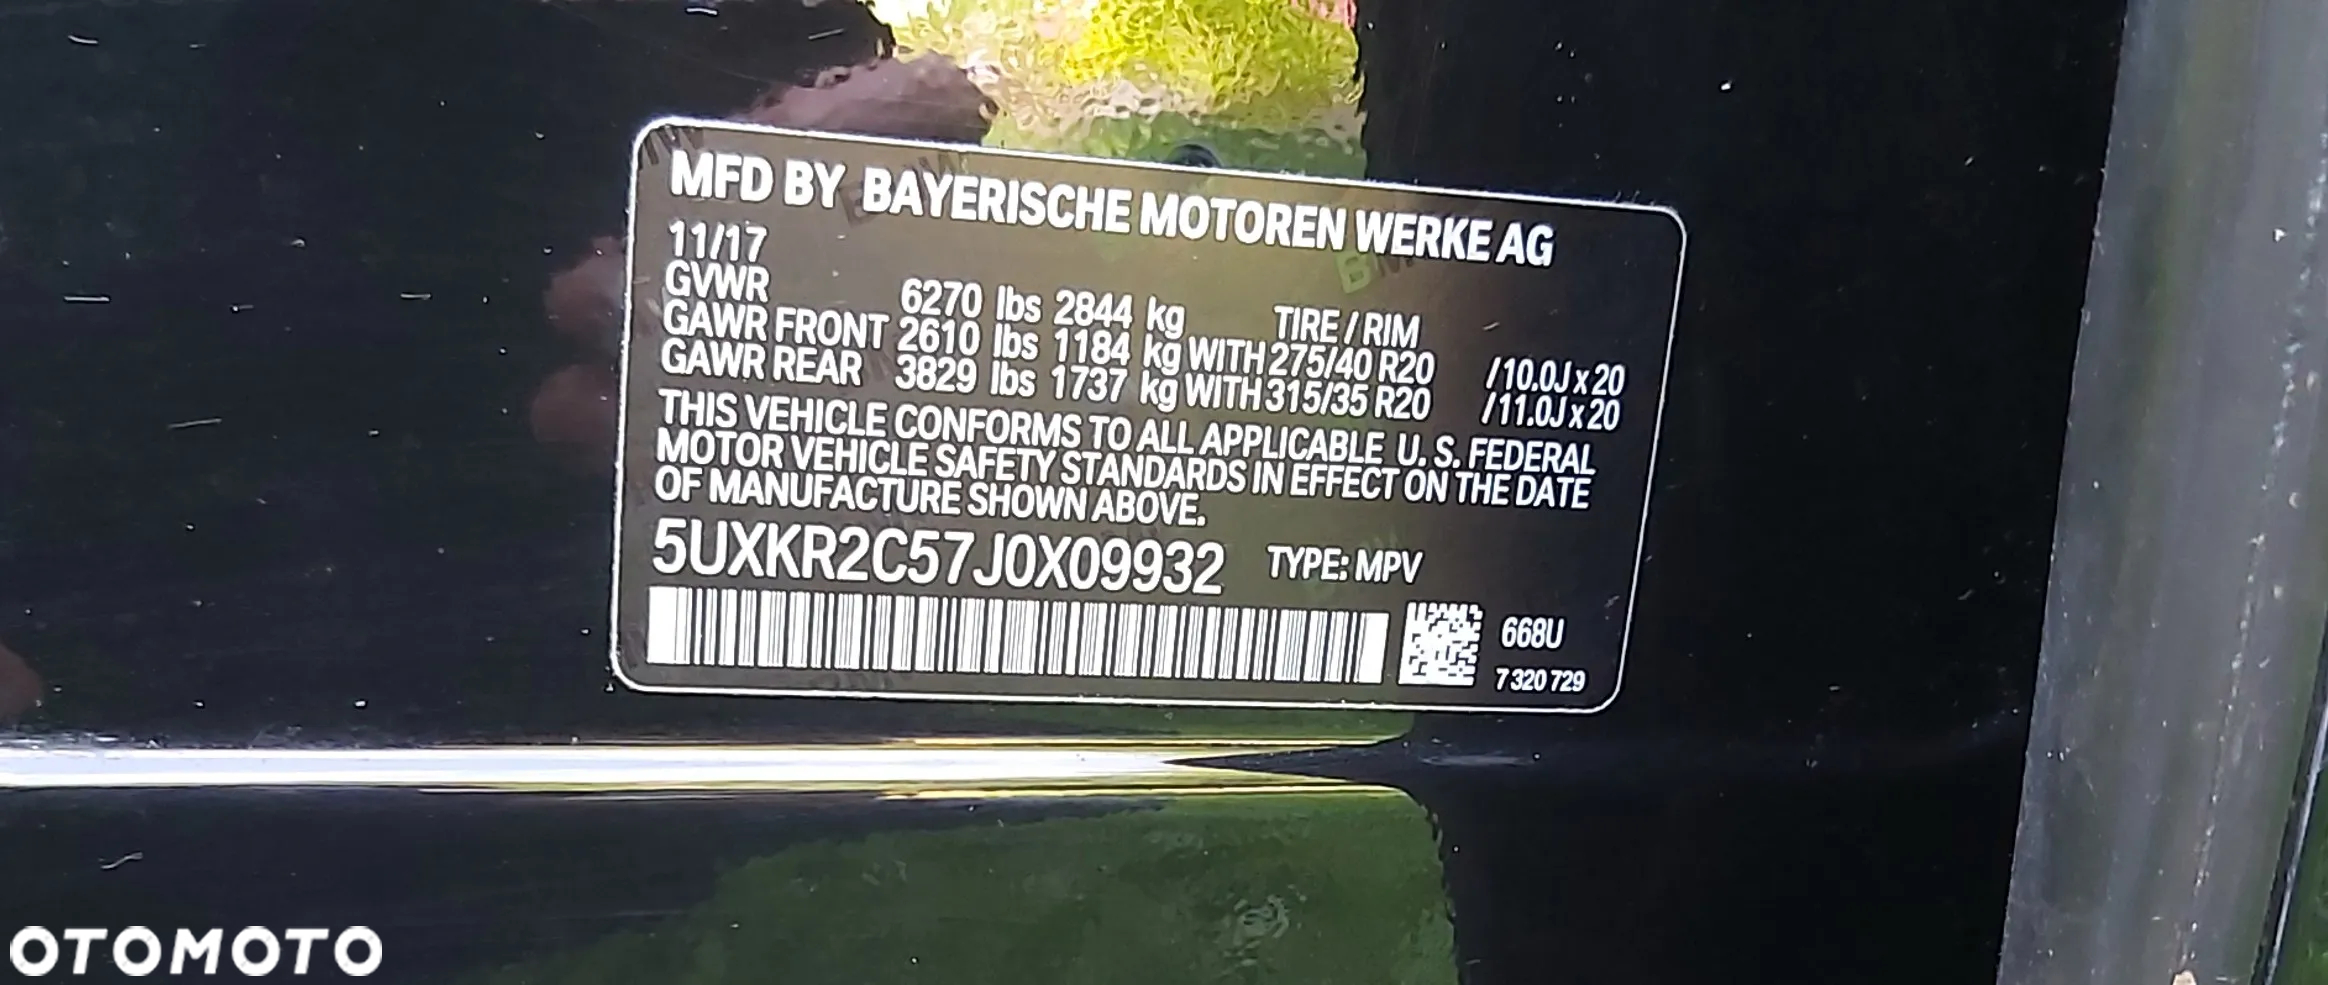 MFD BY BAYERISCHE MOTOREN WERKE AG
11/17
GVWR 6270 lbs 2844 kg TIRE / RIM
GAWR FRONT 2610 lbs 1184 kg WITH 275/40 R20 /10.0J x 20
GAWR REAR 3829 lbs 1737 kg WITH 315/35 R20 /11.0J x 20
THIS VEHICLE CONFORMS TO ALL APPLICABLE U. S. FEDERAL
MOTOR VEHICLE SAFETY STANDARDS IN EFFECT ON THE DATE
OF MANUFACTURE SHOWN ABOVE.
5UXKR2C57J0X09932 TYPE: MPV
668U
7 320 729
OTOMOTO